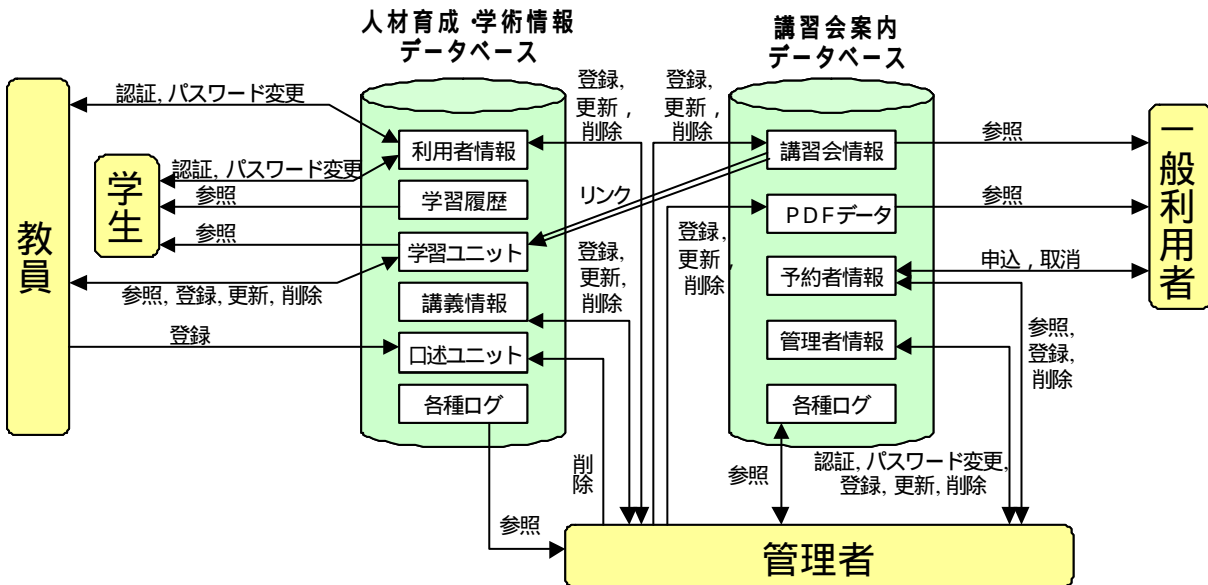 人材育成・学術情報
データベース
講習会案内
データベース
教員
学生
一般利用者
管理者
認証, パスワード変更
認証, パスワード変更
参照
参照
参照, 登録, 更新, 削除
登録
利用者情報
学習履歴
学習ユニット
講義情報
口述ユニット
各種ログ
登録,
更新,
削除
登録,
更新,
削除
リンク
登録,
更新,
削除
登録,
更新,
削除
講習会情報
PDFデータ
予約者情報
管理者情報
各種ログ
参照
参照
申込, 取消
参照,
登録,
削除
削除
参照
参照
認証, パスワード変更,
登録, 更新, 削除